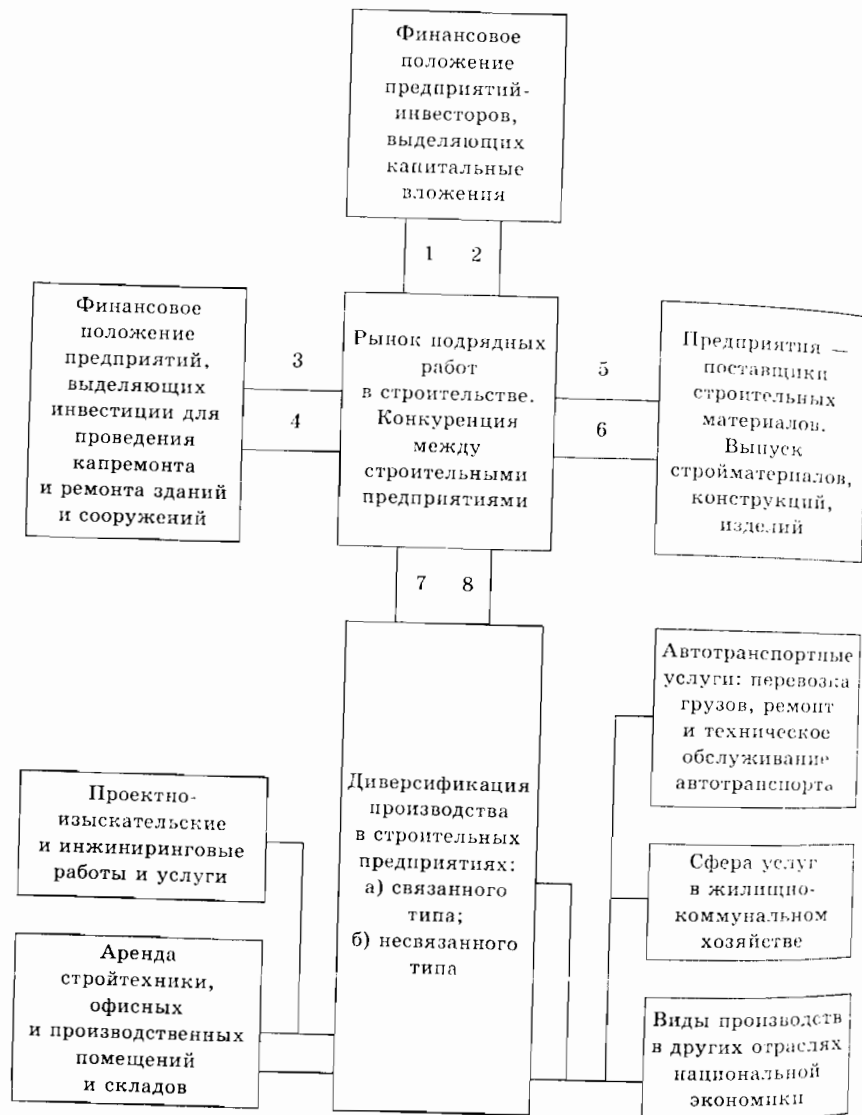 Финансовое
положение
предприятий-
инвесторов,
выделяющих
капитальные
вложения
1 2
Финансовое
положение
предприятий,
выделяющих
инвестиции для
проведения
капремонта
и ремонта зданий
и сооружений
3
4
Рынок подрядных
работ
в строительстве.
Конкуренция
между
строительными
предприятиями
5
6
Предприятия —
поставщики
строительных
материалов.
Выпуск
стройматериалов,
конструкций,
изделий
7 8
Диверсификация
производства
в строительных
предприятиях:
а) связанного
типа;
б) несвязанного
типа
Проектно-
изыскательские
и инжиниринговые
работы и услуги
Аренда
стройтехники,
офисных
и производственных
помещений
и складов
Автотранспортные
услуги: перевозка
грузов, ремонт
и техническое
обслуживание
автотранспорта
Сфера услуг
в жилищно-
коммунальном
хозяйстве
Виды производств
в других отраслях
национальной
экономики